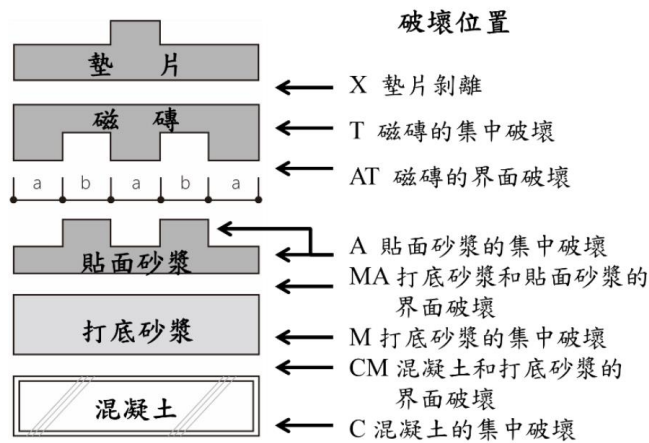 破壞位置
墊 片
X 墊片剝離
磁 磚
T 磁磚的集中破壞
AT 磁磚的界面破壞
a b a b a
A 貼面砂漿的集中破壞
貼面砂漿
MA 打底砂漿和貼面砂漿的
界面破壞
打底砂漿
M 打底砂漿的集中破壞
CM 混凝土和打底砂漿的
界面破壞
混凝土
C 混凝土的集中破壞